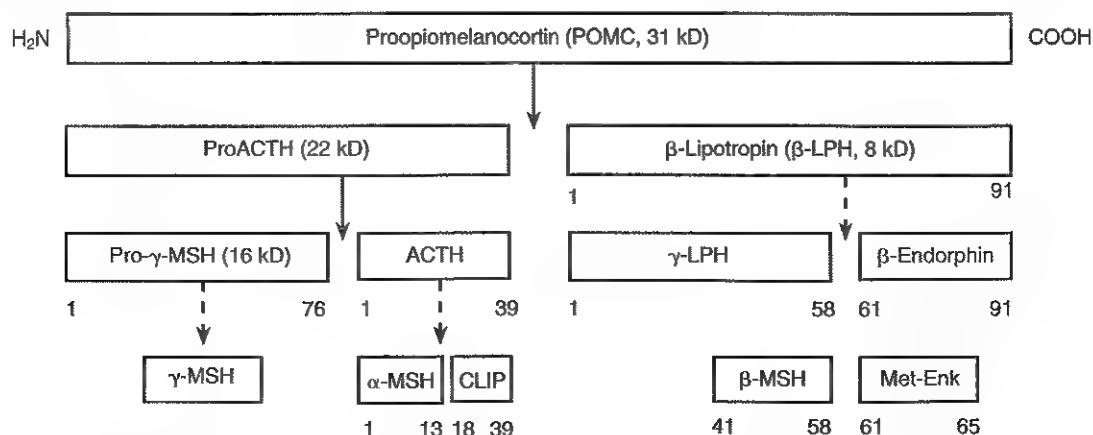 H₂N Proopiomelanocortin (POMC, 31 kD) COOH
ProACTH (22 kD) β-Lipotropin (β-LPH, 8 kD)
1 91
Pro-γ-MSH (16 kD) ACTH γ-LPH β-Endorphin
1 76 1 39 1 58 61 91
γ-MSH α-MSH CLIP β-MSH Met-Enk
1 13 18 39 41 58 61 65